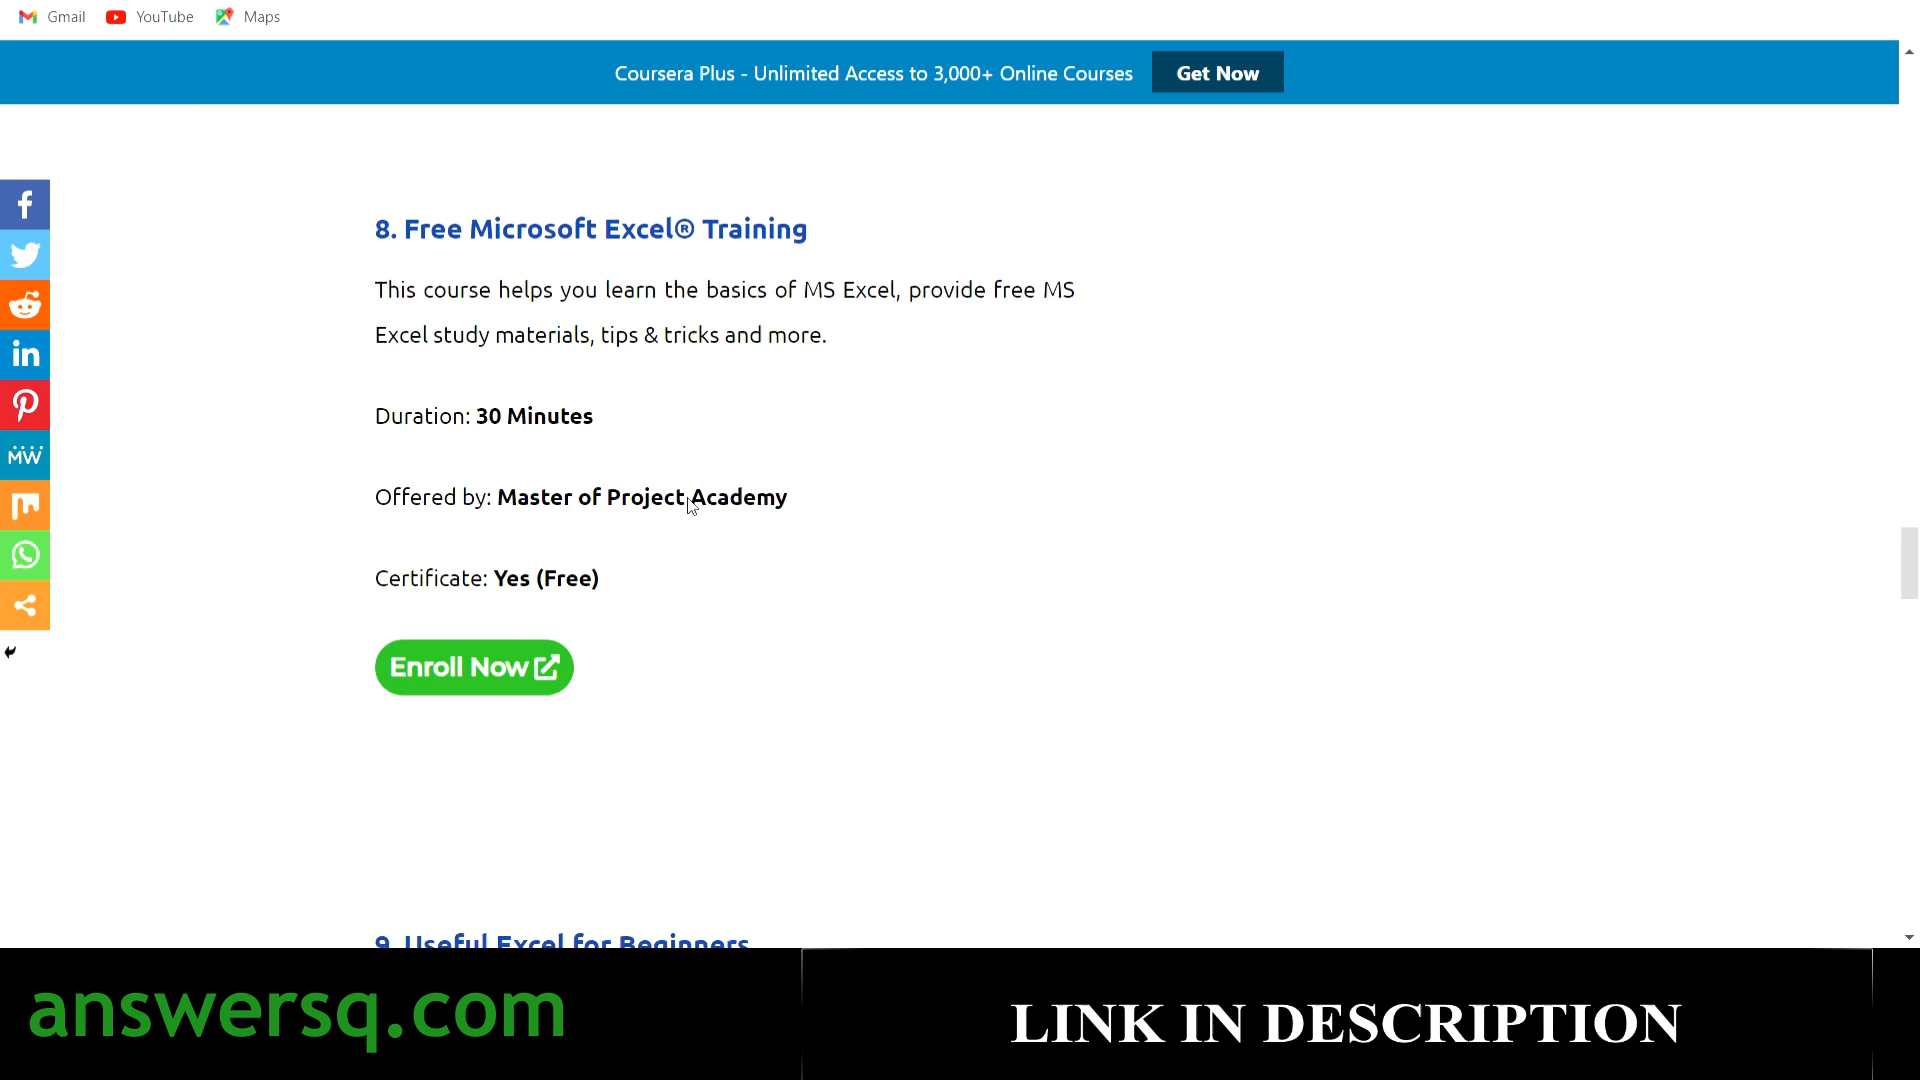 Gmail YouTube Maps
Coursera Plus - Unlimited Access to 3,000+ Online Courses Get Now
8. Free Microsoft Excel® Training
This course helps you learn the basics of MS Excel, provide free MS
Excel study materials, tips & tricks and more.
Duration: 30 Minutes
Offered by: Master of Project Academy
Certificate: Yes (Free)
Enroll Now
9. Useful Excel for Beginners
answersq.com
LINK IN DESCRIPTION